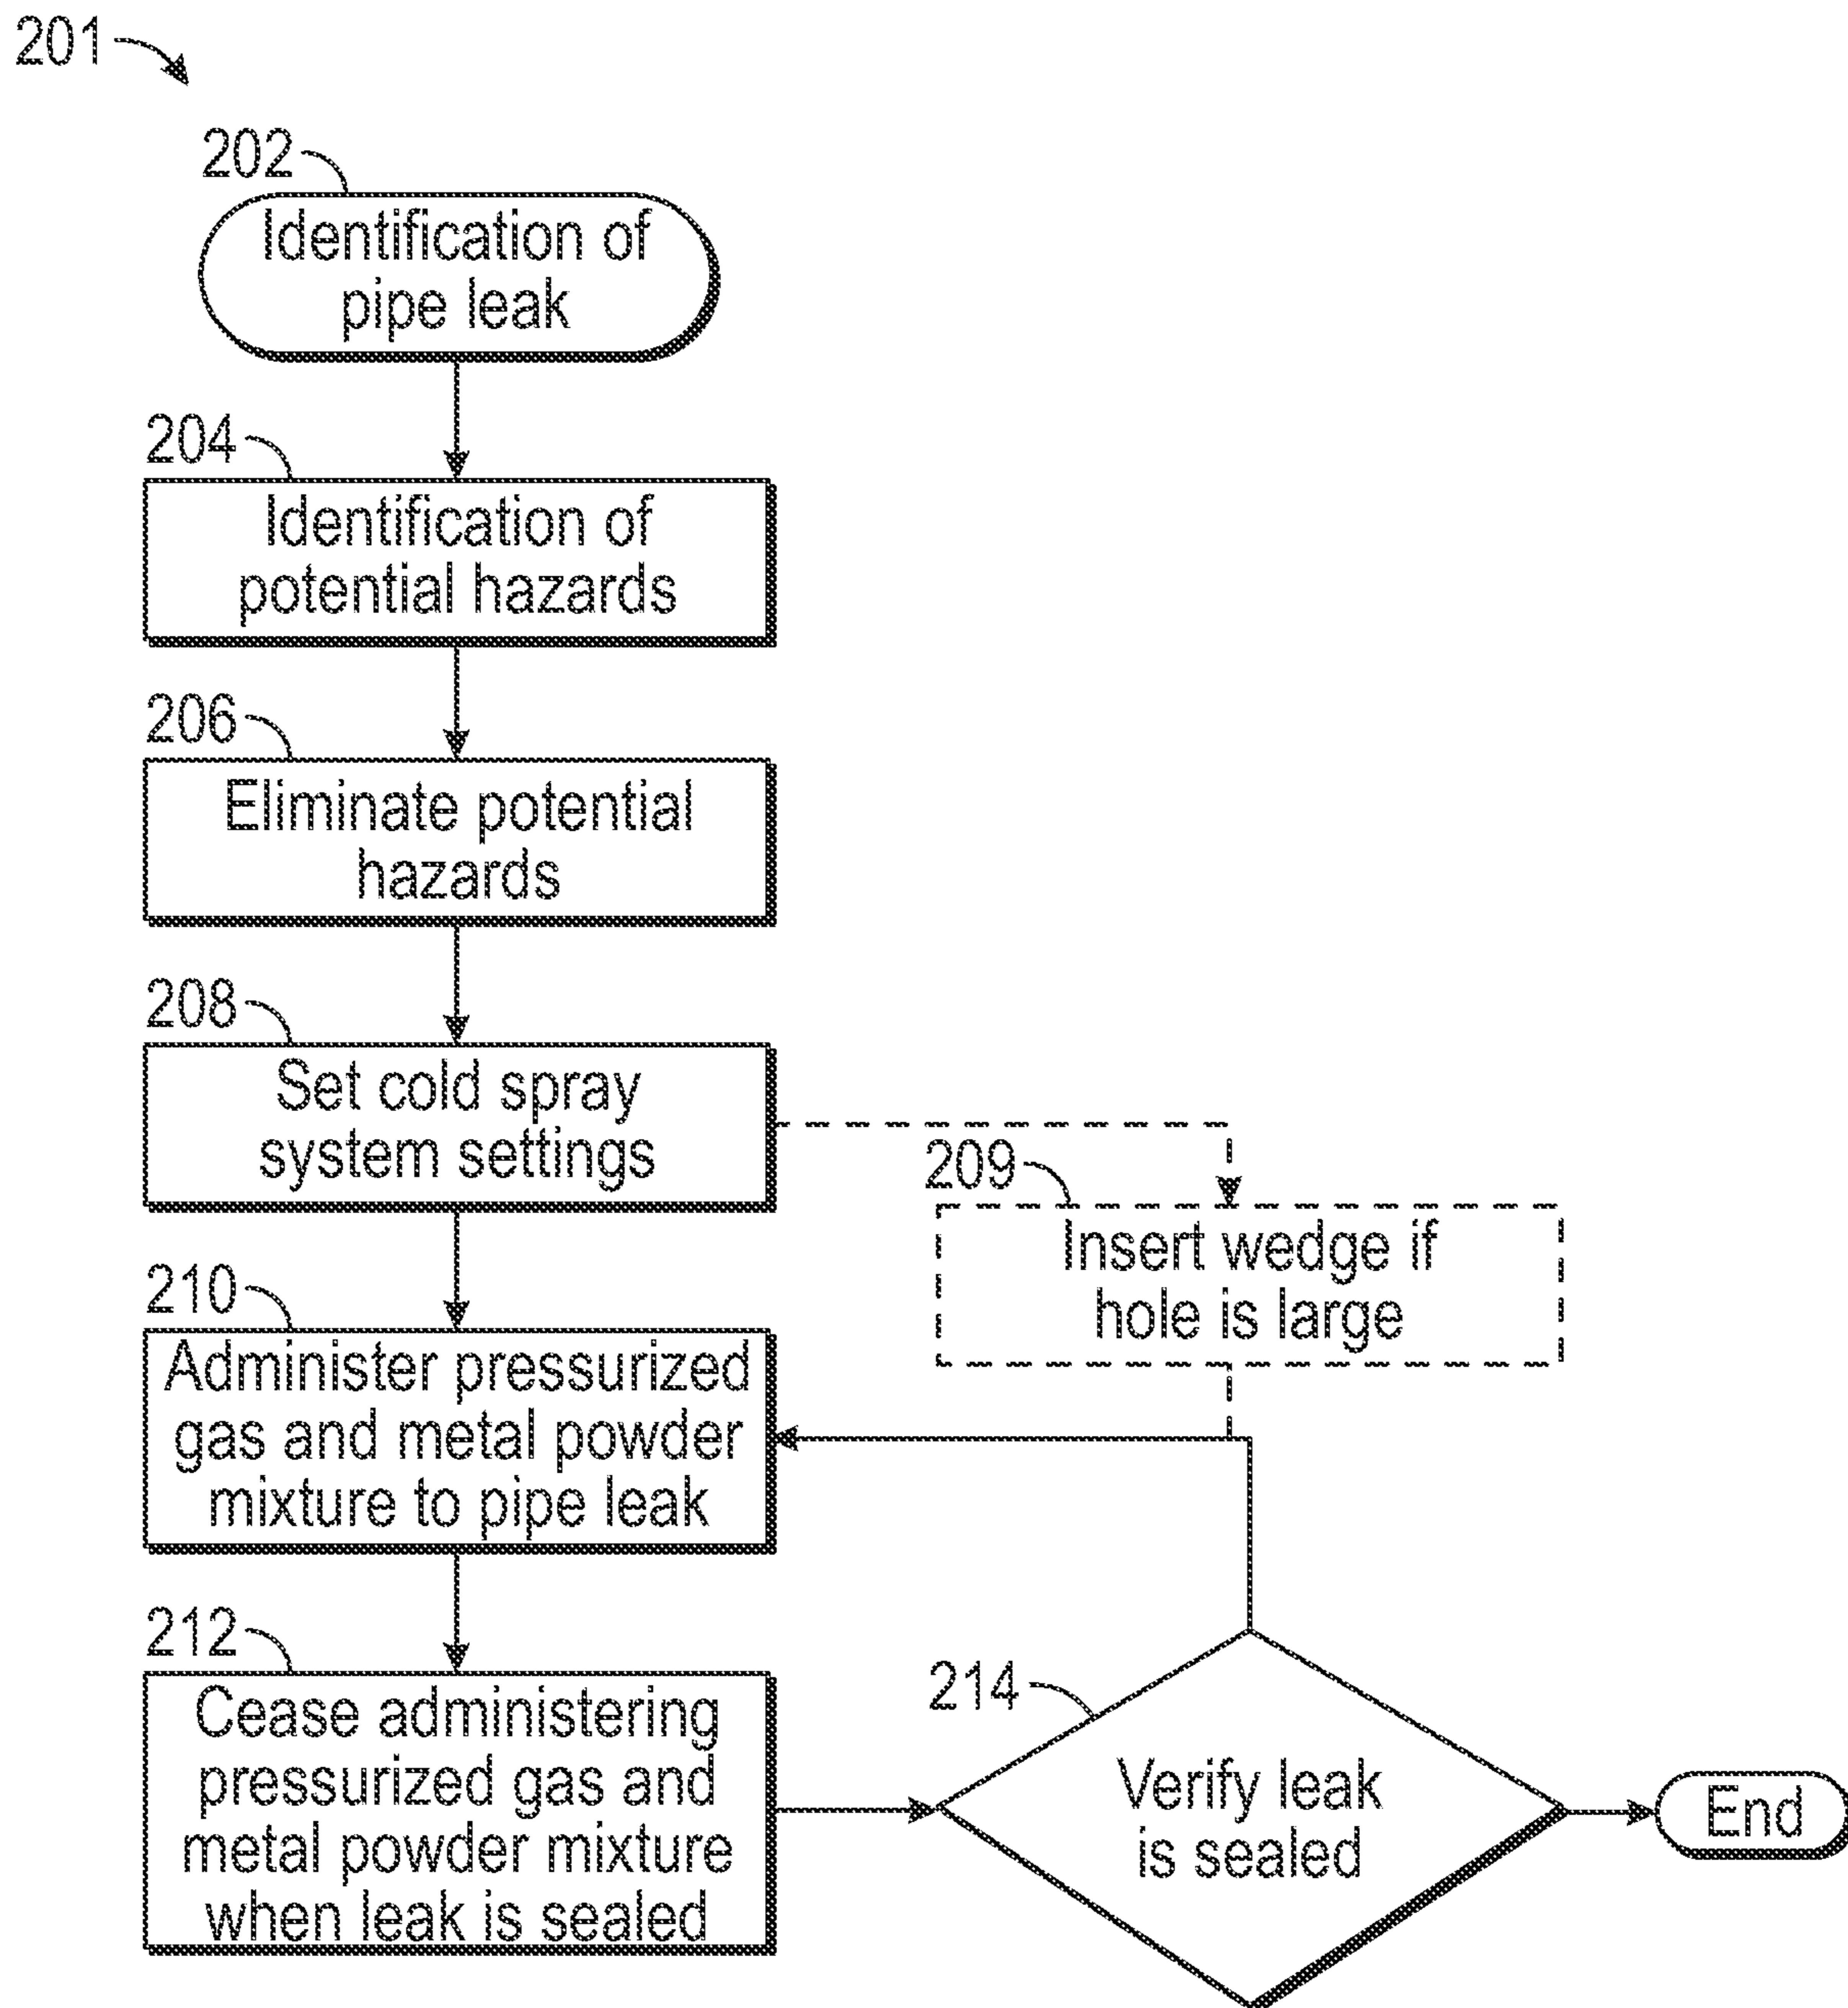 201
202
Identification of
pipe leak
204
Identification of
potential hazards
206
Eliminate potential
hazards
208
Set cold spray
system settings
209
Insert wedge if
hole is large
210
Administer pressurized
gas and metal powder
mixture to pipe leak
212
Cease administering
pressurized gas and
metal powder mixture
when leak is sealed
214
Verify leak
is sealed
End